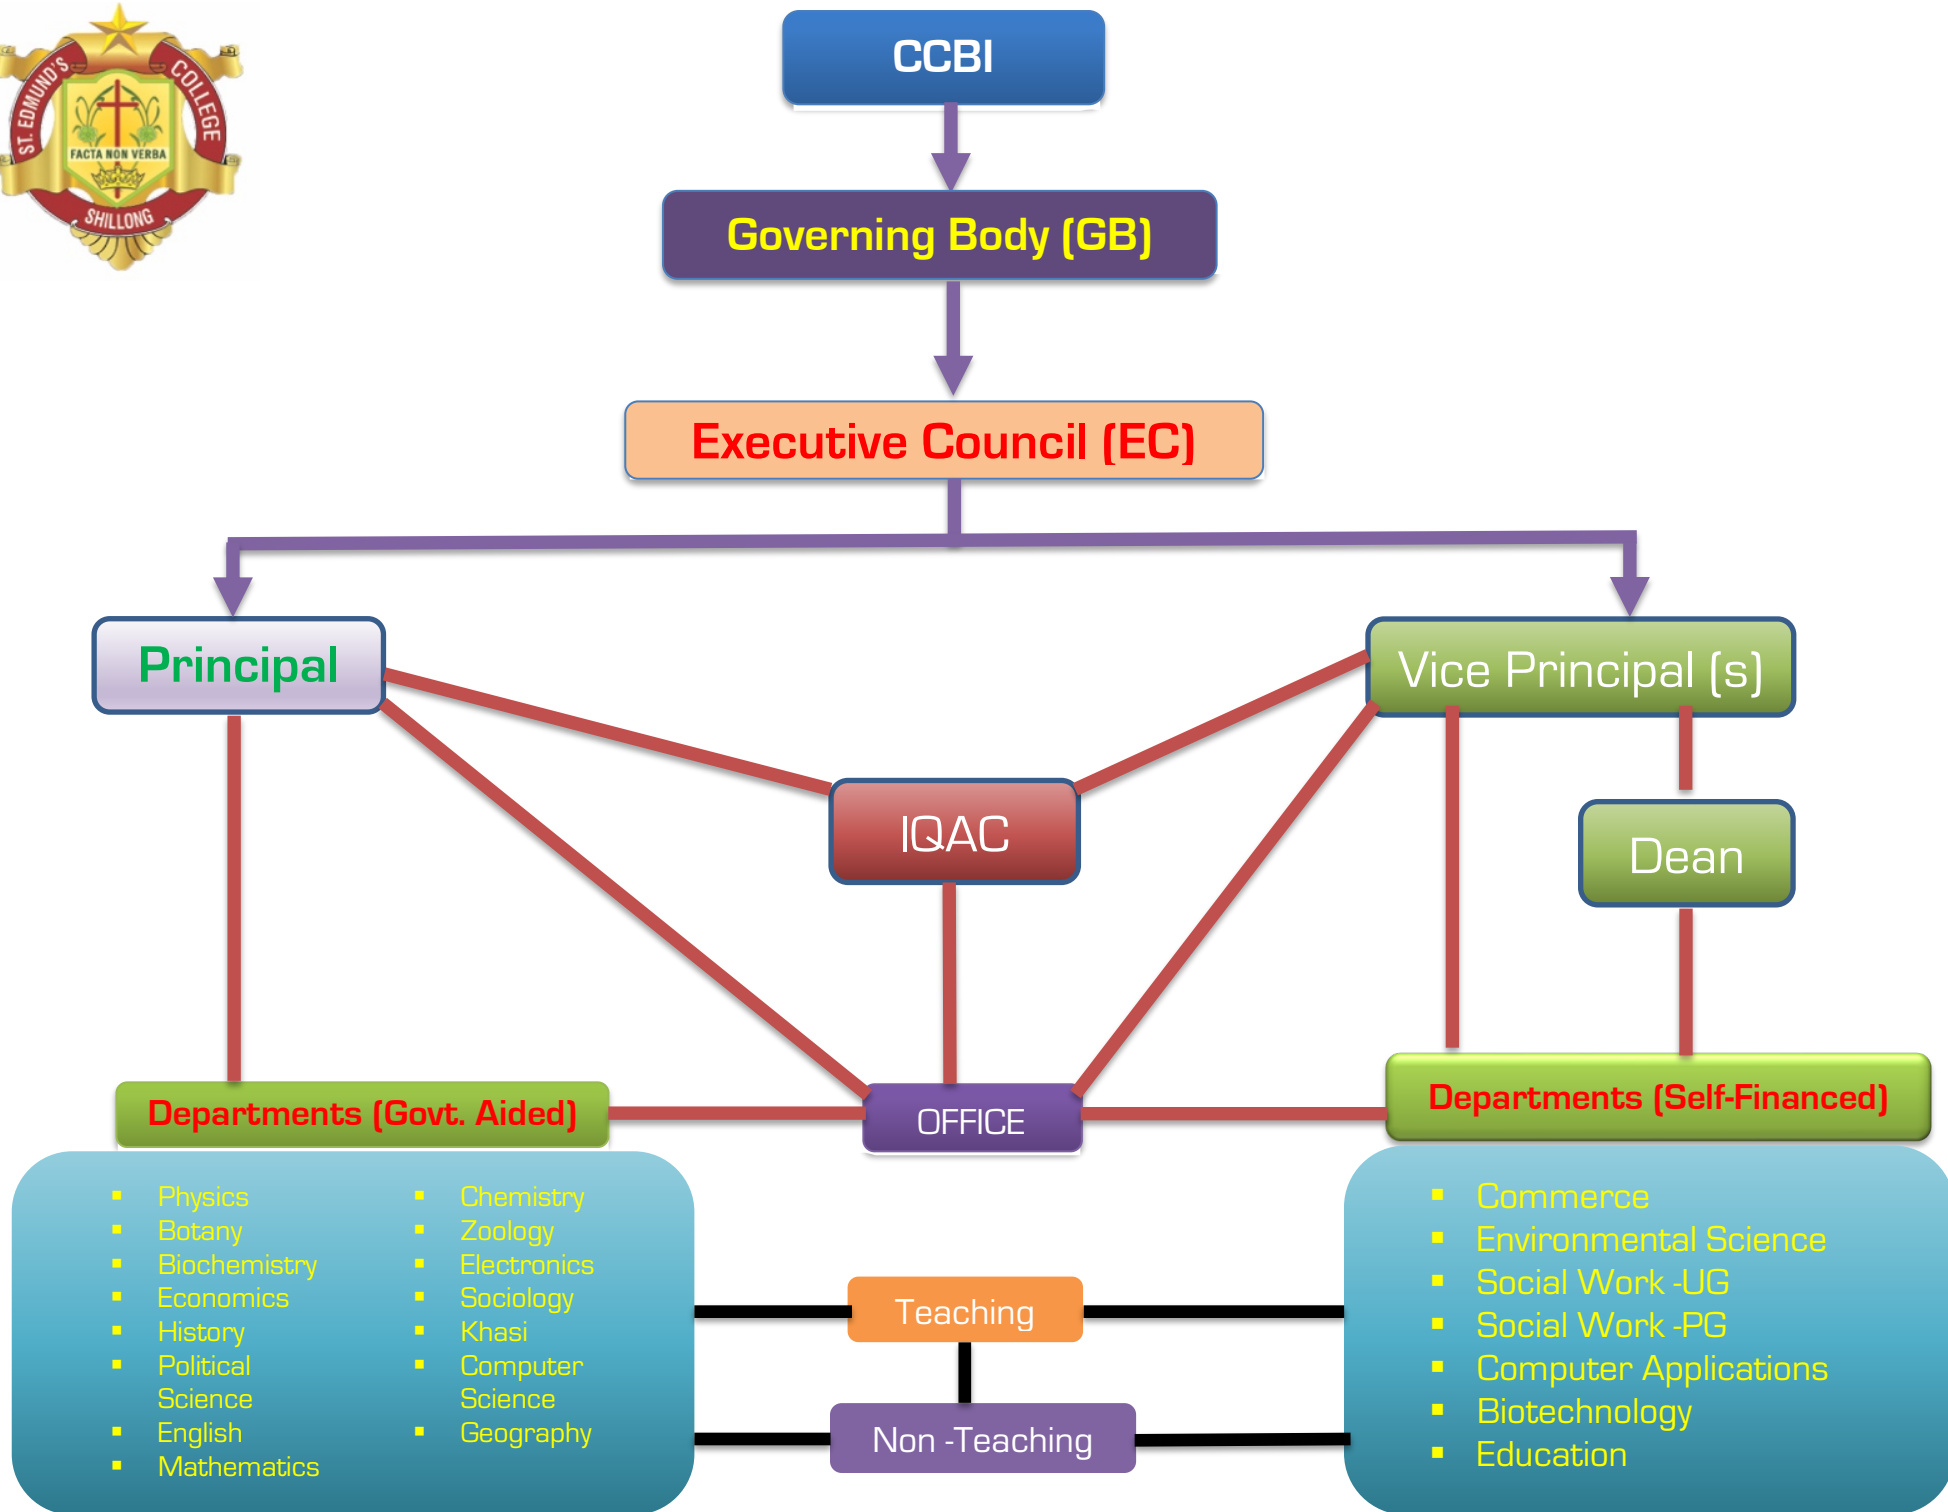 ST. EDMUND'S COLLEGE
FACTA NON VERBA
SHILLONG
CCBI
Governing Body (GB)
Executive Council (EC)
Principal
Vice Principal (s)
IQAC
Dean
Departments (Govt. Aided)
OFFICE
Departments (Self-Financed)
▪ Physics
▪ Botany
▪ Biochemistry
▪ Economics
▪ History
▪ Political
Science
▪ English
▪ Mathematics
▪ Chemistry
▪ Zoology
▪ Electronics
▪ Sociology
▪ Khasi
▪ Computer
Science
▪ Geography
Teaching
Non -Teaching
▪ Commerce
▪ Environmental Science
▪ Social Work -UG
▪ Social Work -PG
▪ Computer Applications
▪ Biotechnology
▪ Education